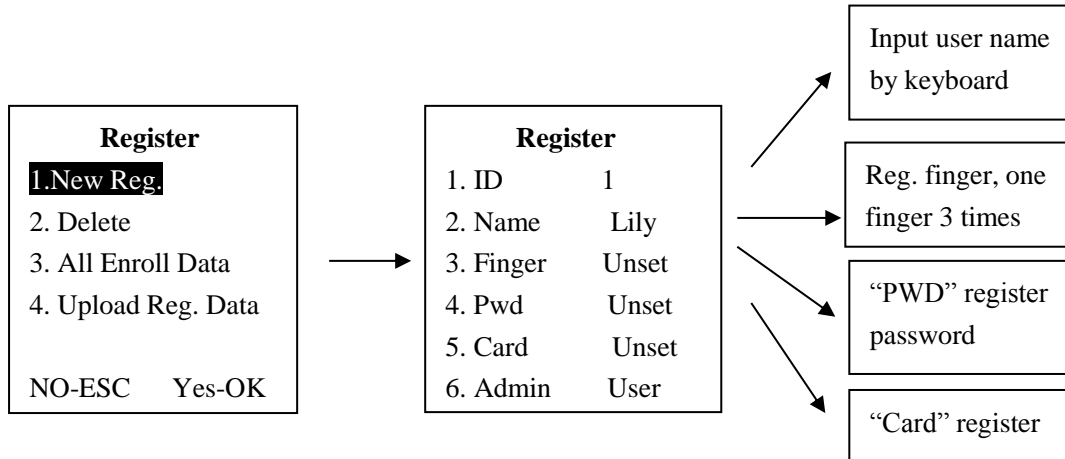 Register
1.New Reg.
2. Delete
3. All Enroll Data
4. Upload Reg. Data
NO-ESC Yes-OK
Register
1. ID 1
2. Name Lily
3. Finger Unset
4. Pwd Unset
5. Card Unset
6. Admin User
Input user name
by keyboard
Reg. finger, one
finger 3 times
“PWD” register
password
“Card” register